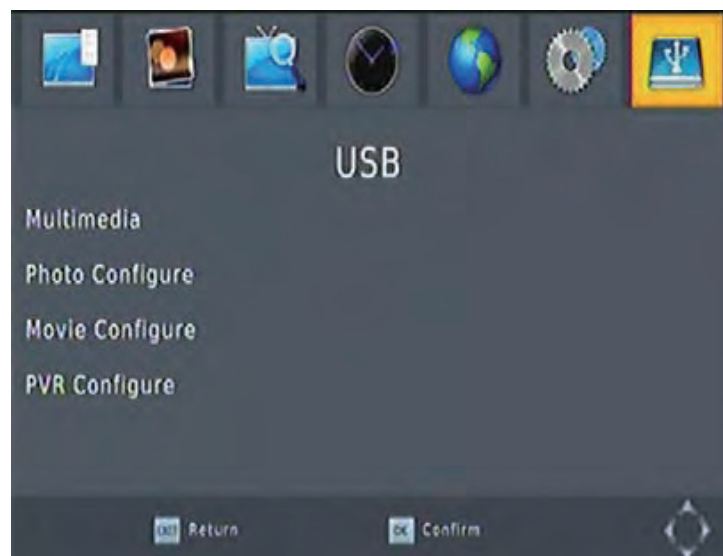 USB
Multimedia
Photo Configure
Movie Configure
PVR Configure
EXIT Return OK Confirm